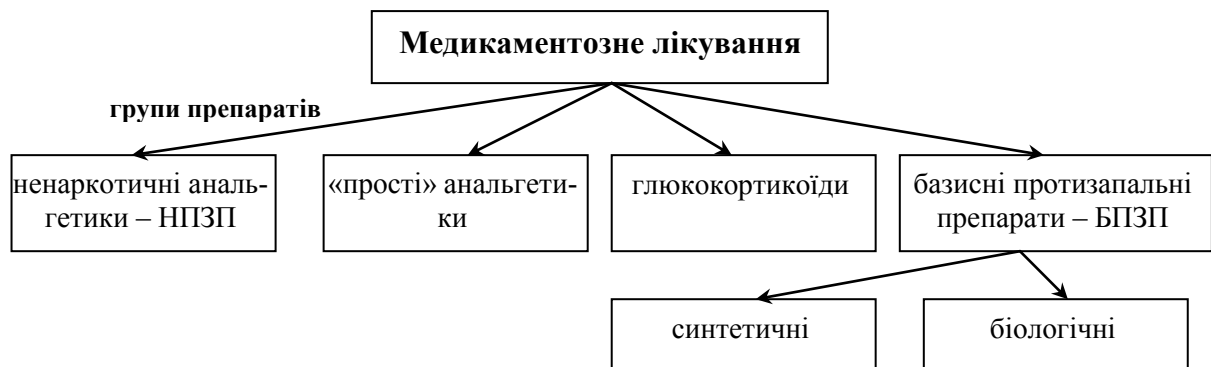 Медикаментозне лікування
групи препаратів
ненаркотичні аналь-
гетики – НПЗП
«прості» анальгети-
ки
глюкокортикоїди
базисні протизапальні
препарати – БПЗП
синтетичні
біологічні